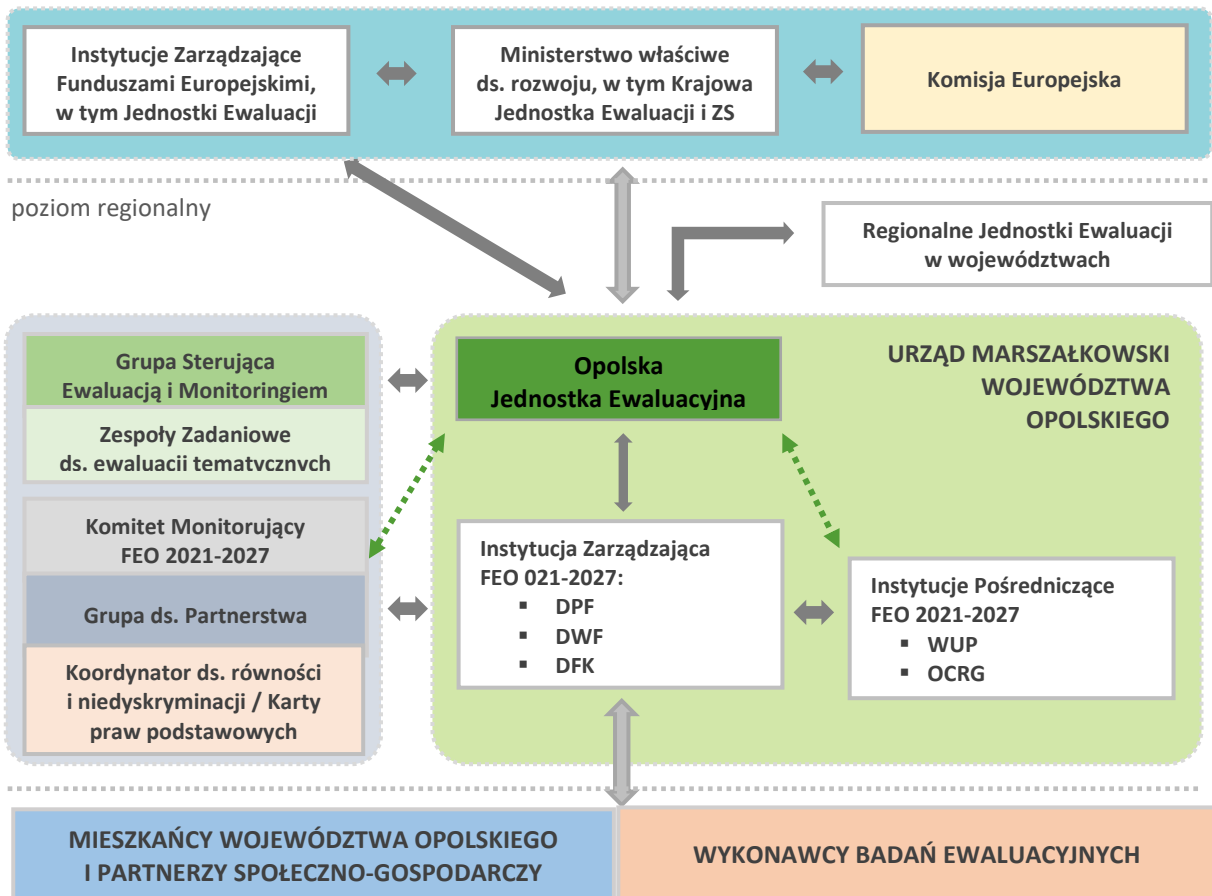 Instytucje Zarządzające
Funduszami Europejskimi,
w tym Jednostki Ewaluacji
Ministerstwo właściwe
ds. rozwoju, w tym Krajowa
Jednostka Ewaluacji i ZS
Komisja Europejska
poziom regionalny
Regionalne Jednostki Ewaluacji
w województwach
Grupa Sterująca
Ewaluacją i Monitoringiem
Zespoły Zadaniowe
ds. ewaluacji tematycznych
Komitet Monitorujący
FEO 2021-2027
Grupa ds. Partnerstwa
Koordynator ds. równości
i niedyskryminacji / Karty
praw podstawowych
Opolska
Jednostka Ewaluacyjna
URZĄD MARSZAŁKOWSKI
WOJEWÓDZTWA
OPOLSKIEGO
Instytucja Zarządzająca
FEO 021-2027:
▪ DPF
▪ DWF
▪ DFK
Instytucje Pośredniczące
FEO 2021-2027
▪ WUP
▪ OCRG
MIESZKAŃCY WOJEWÓDZTWA OPOLSKIEGO
I PARTNERZY SPOŁECZNO-GOSPODARCZY
WYKONAWCY BADAŃ EWALUACYJNYCH